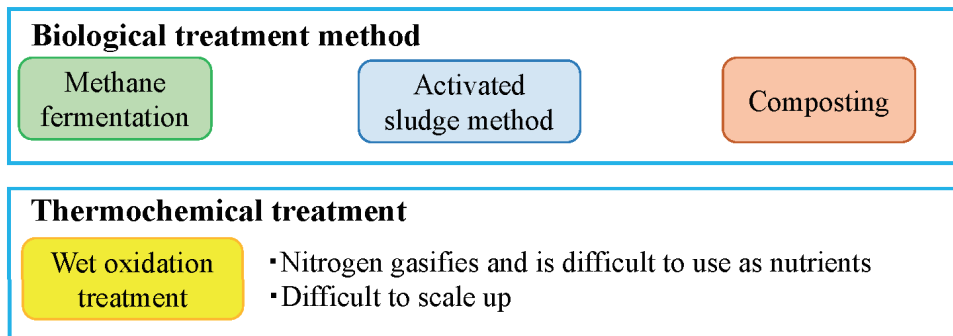 Biological treatment method
Methane
fermentation
Activated
sludge method
Composting
Thermochemical treatment
Wet oxidation
treatment
・Nitrogen gasifies and is difficult to use as nutrients
・Difficult to scale up